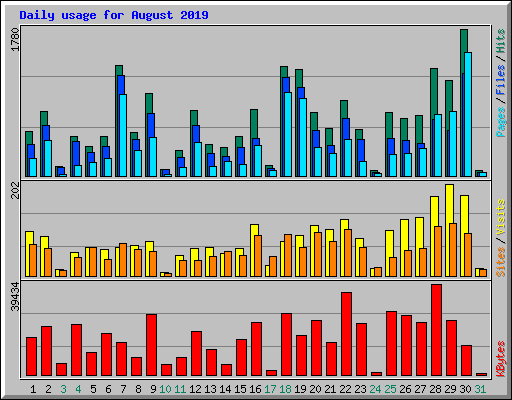 Daily usage for August 2019
1780
Pages / Files / Hits
202
Sites / Visits
39434
KBytes
1 2 3 4 5 6 7 8 9 10 11 12 13 14 15 16 17 18 19 20 21 22 23 24 25 26 27 28 29 30 31